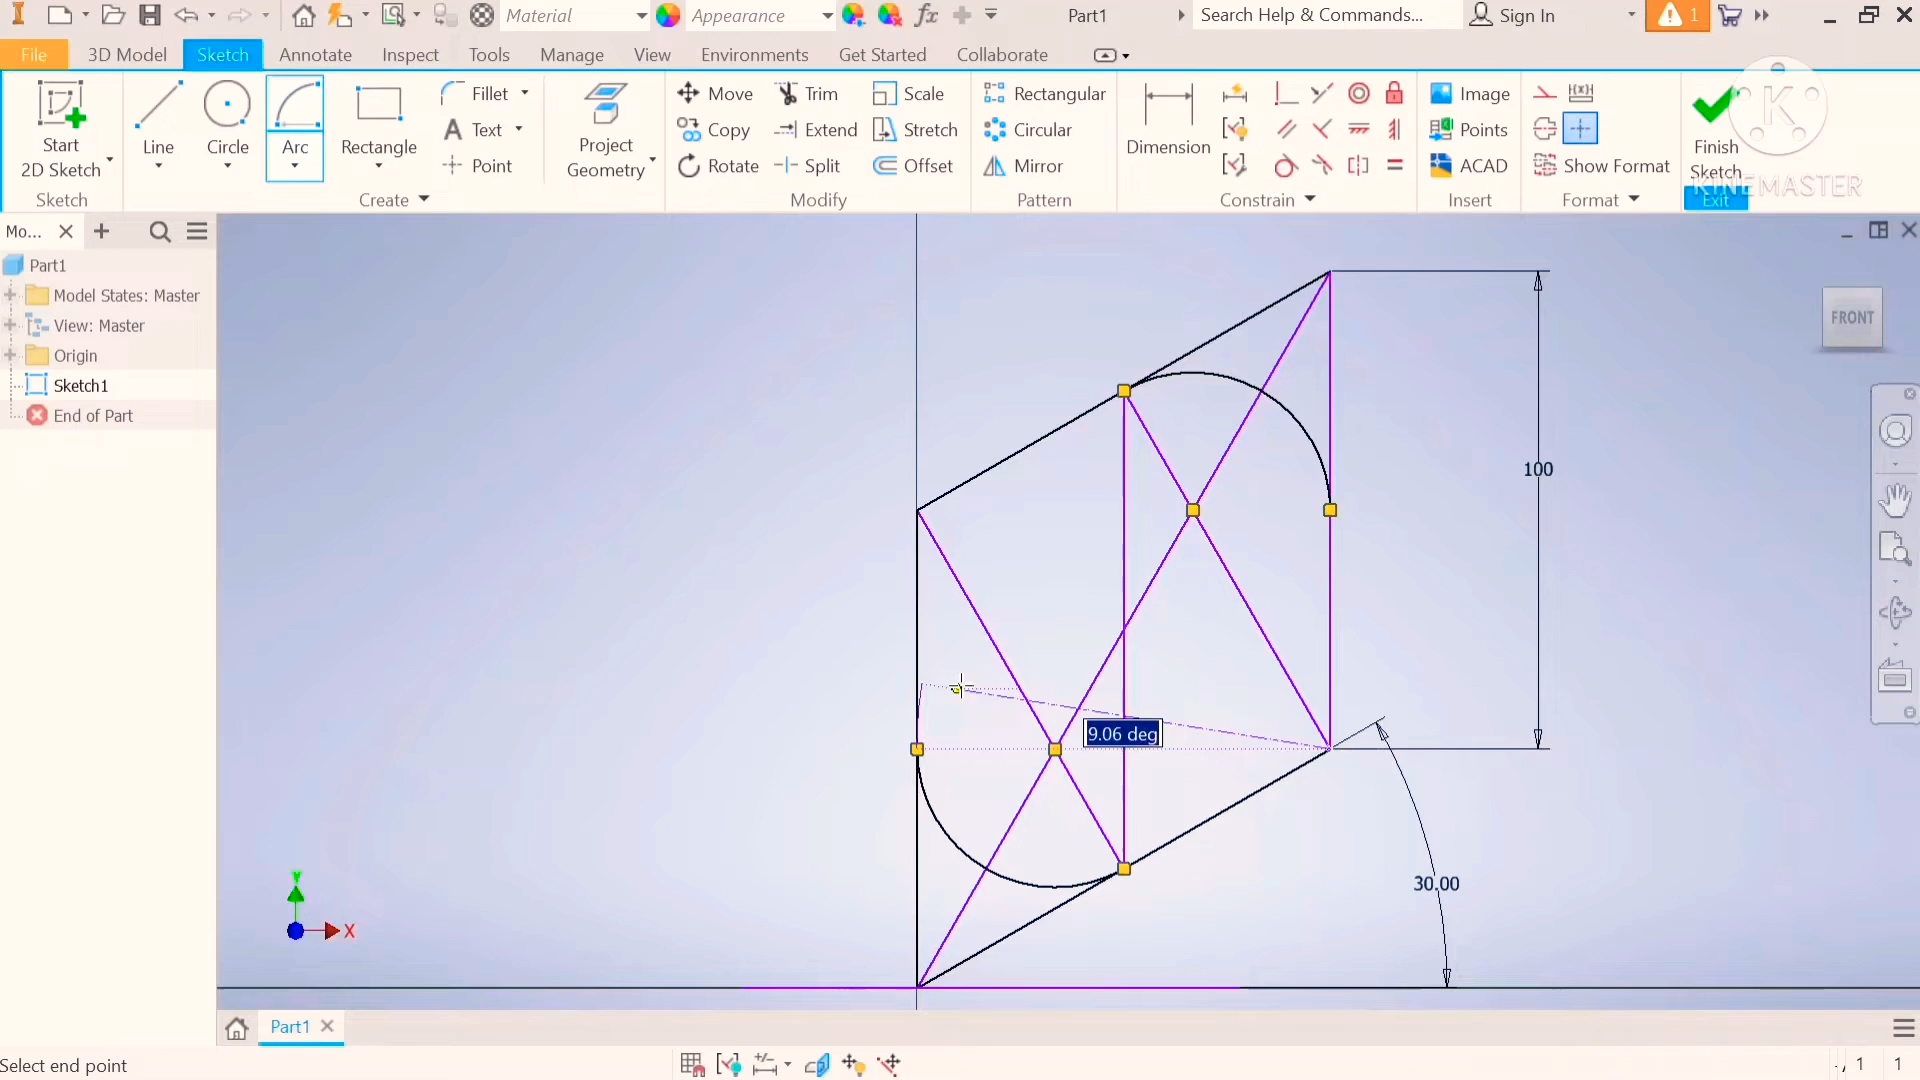 Material
Appearance
fx
Part1
Search Help & Commands...
Sign In
1
File
3D Model
Sketch
Annotate
Inspect
Tools
Manage
View
Environments
Get Started
Collaborate
Start
2D Sketch
Line
Circle
Arc
Rectangle
Fillet
Text
Point
Project
Geometry
Move
Copy
Rotate
Trim
Extend
Split
Scale
Stretch
Offset
Rectangular
Circular
Mirror
Dimension
Image
Points
ACAD
Show Format
Finish
Sketch
K
KINEMASTER
Sketch
Create
Modify
Pattern
Constrain
Insert
Format
Exit
Mo...
Part1
Model States: Master
View: Master
Origin
Sketch1
End of Part
FRONT
100
9.06 deg
30.00
Y
X
Part1
Select end point
1
1